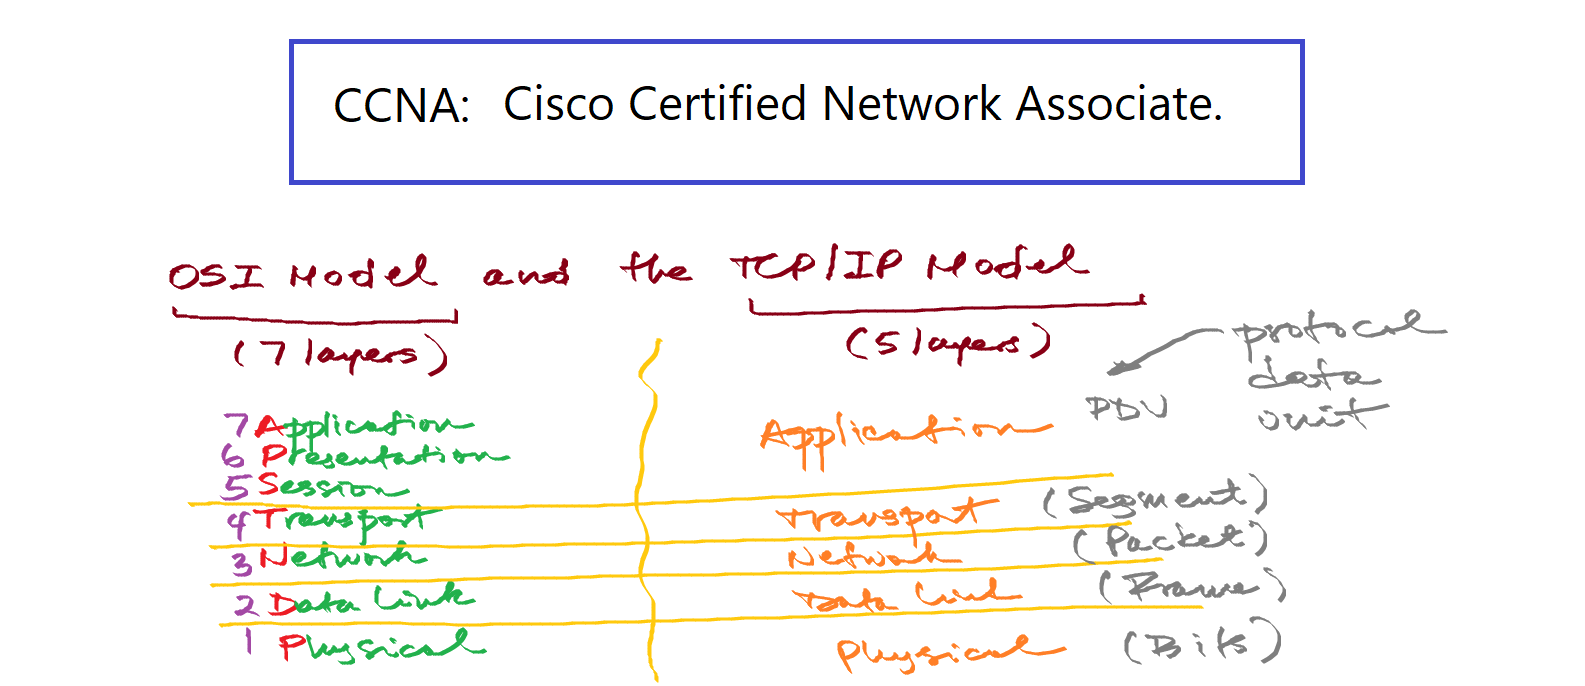 CCNA: Cisco Certified Network Associate.
OSI Model and the TCP/IP Model
(7 layers)
(5 layers)
protocol
data
unit
PDU
7 Application
6 Presentation
5 Session
4 Transport
3 Network
2 Data Link
1 Physical
Application
Transport (Segment)
Network (Packet)
Data Link (Frame)
Physical (Bits)